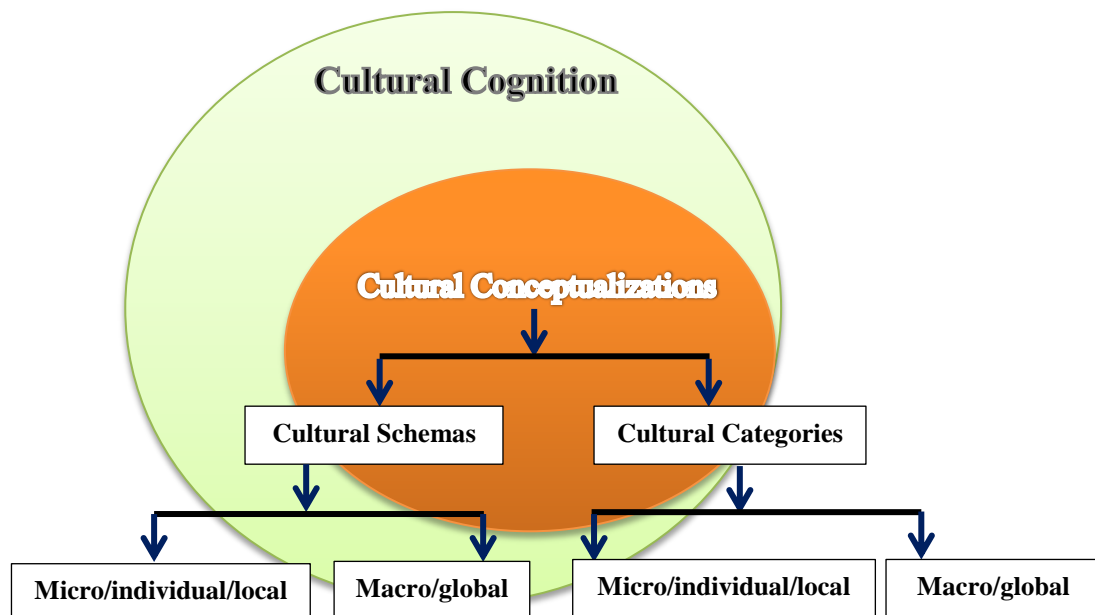 Cultural Cognition
Cultural Conceptualizations
Cultural Schemas
Cultural Categories
Micro/individual/local
Macro/global
Micro/individual/local
Macro/global